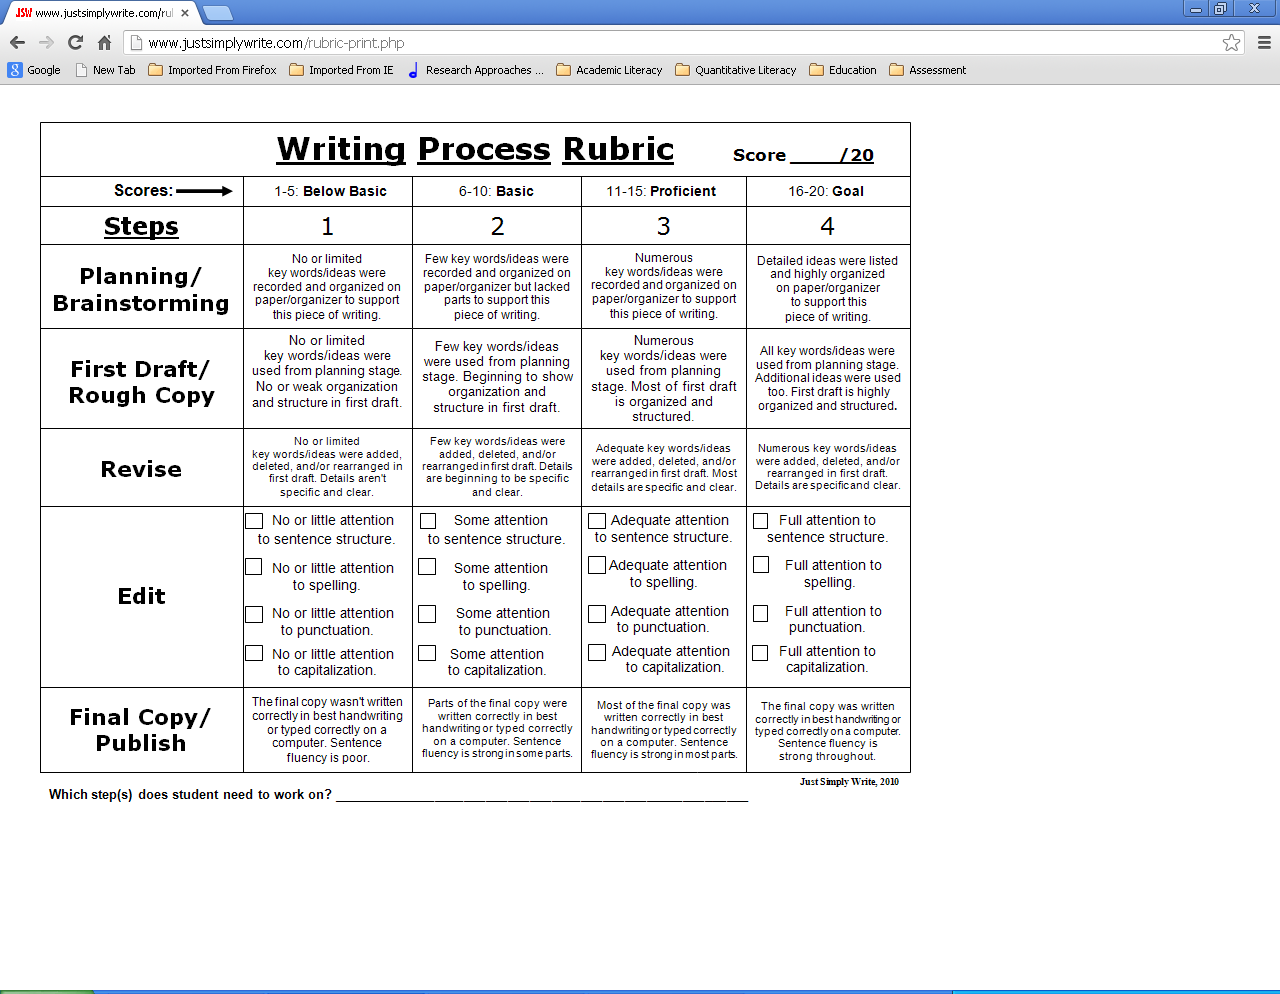 JSW www.justsimplywrite.com/ru
www.justsimplywrite.com/rubric-print.php
Google New Tab Imported From Firefox Imported From IE Research Approaches ... Academic Literacy Quantitative Literacy Education Assessment
Writing Process Rubric Score _____/20
Scores: 1-5: Below Basic 6-10: Basic 11-15: Proficient 16-20: Goal
Steps 1 2 3 4
Planning/
Brainstorming
No or limited
key words/ideas were
recorded and organized on
paper/organizer to support
this piece of writing.
Few key words/ideas were
recorded and organized on
paper/organizer but lacked
parts to support this
piece of writing.
Numerous
key words/ideas were
recorded and organized on
paper/organizer to support
this piece of writing.
Detailed ideas were listed
and highly organized
on paper/organizer
to support this
piece of writing.
First Draft/
Rough Copy
No or limited
key words/ideas were
used from planning stage.
No or weak organization
and structure in first draft.
Few key words/ideas
were used from planning
stage. Beginning to show
organization and
structure in first draft.
Numerous
key words/ideas were
used from planning
stage. Most of first draft
is organized and
structured.
All key words/ideas were
used from planning stage.
Additional ideas were used
too. First draft is highly
organized and structured.
Revise
No or limited
key words/ideas were added,
deleted, and/or rearranged in
first draft. Details aren't
specific and clear.
Few key words/ideas were
added, deleted, and/or
rearranged in first draft. Details
are beginning to be specific
and clear.
Adequate key words/ideas
were added, deleted, and/or
rearranged in first draft. Most
details are specific and clear.
Numerous key words/ideas
were added, deleted, and/or
rearranged in first draft.
Details are specific and clear.
Edit
No or little attention
to sentence structure.
No or little attention
to spelling.
No or little attention
to punctuation.
No or little attention
to capitalization.
Some attention
to sentence structure.
Some attention
to spelling.
Some attention
to punctuation.
Some attention
to capitalization.
Adequate attention
to sentence structure.
Adequate attention
to spelling.
Adequate attention
to punctuation.
Adequate attention
to capitalization.
Full attention to
sentence structure.
Full attention to
spelling.
Full attention to
punctuation.
Full attention to
capitalization.
Final Copy/
Publish
The final copy wasn't written
correctly in best handwriting
or typed correctly on a
computer. Sentence
fluency is poor.
Parts of the final copy were
written correctly in best
handwriting or typed correctly
on a computer. Sentence
fluency is strong in some parts.
Most of the final copy was
written correctly in best
handwriting or typed correctly
on a computer. Sentence
fluency is strong in most parts.
The final copy was written
correctly in best handwriting or
typed correctly on a computer.
Sentence fluency is
strong throughout.
Just Simply Write, 2010
Which step(s) does student need to work on? ____________________